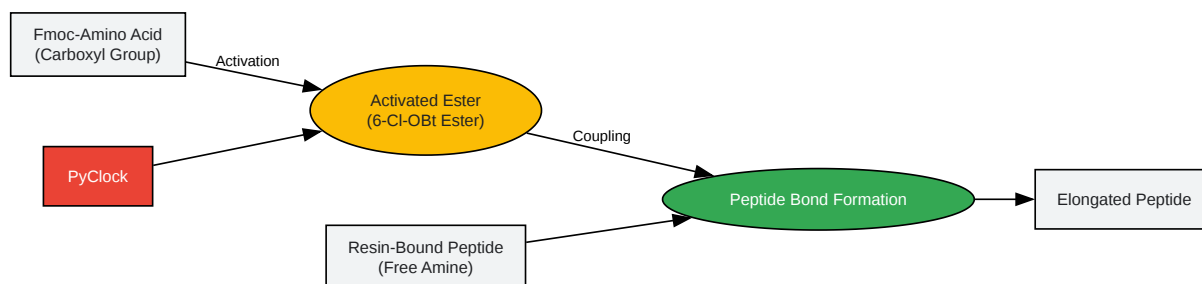 Fmoc-Amino Acid
(Carboxyl Group)
Activation
Activated Ester
(6-Cl-OBt Ester)
PyClock
Coupling
Peptide Bond Formation
Elongated Peptide
Resin-Bound Peptide
(Free Amine)